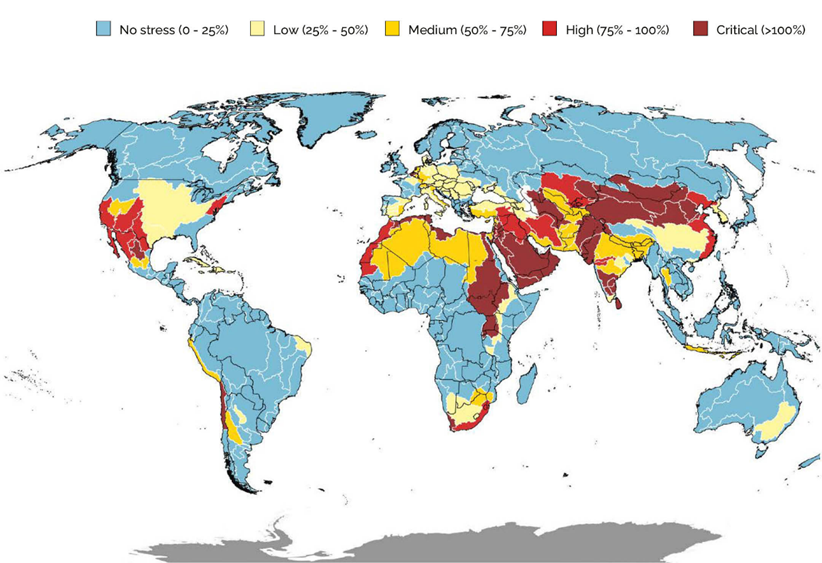 No stress (0 - 25%) Low (25% - 50%) Medium (50% - 75%) High (75% - 100%) Critical (>100%)